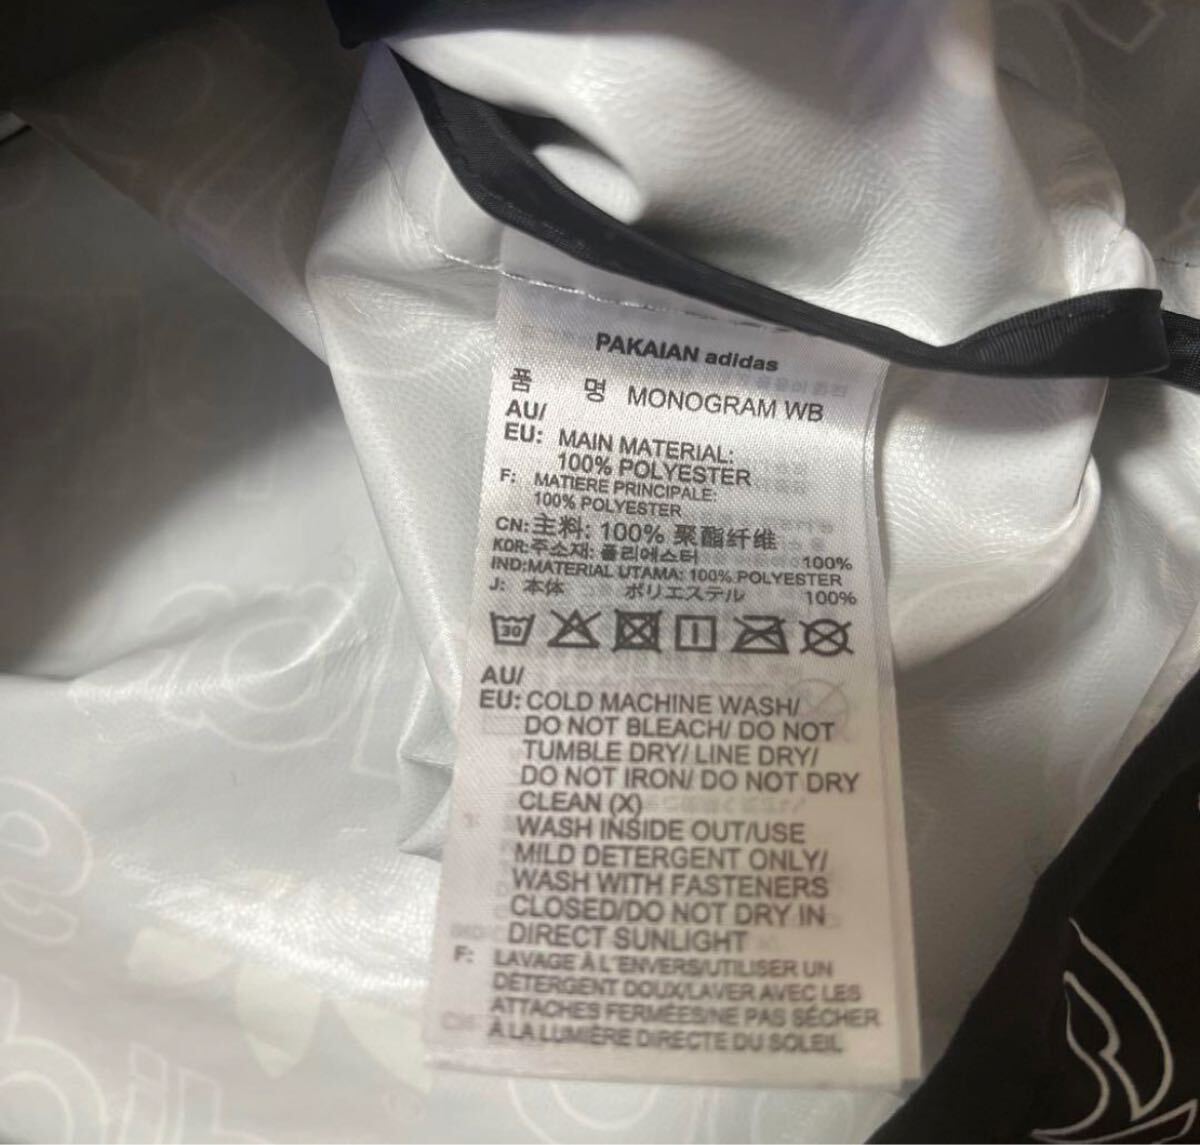 PAKAIAN adidas
품 명 MONOGRAM WB
AU/
EU: MAIN MATERIAL:
100% POLYESTER
F: MATIERE PRINCIPALE:
100% POLYESTER
CN: 主料: 100% 聚酯纤维
KOR: 주소재: 폴리에스터 100%
IND: MATERIAL UTAMA: 100% POLYESTER
J: 本体 ポリエステル 100%
30
AU/
EU: COLD MACHINE WASH/
DO NOT BLEACH/ DO NOT
TUMBLE DRY/ LINE DRY/
DO NOT IRON/ DO NOT DRY
CLEAN (X)
WASH INSIDE OUT/USE
MILD DETERGENT ONLY/
WASH WITH FASTENERS
CLOSED/DO NOT DRY IN
DIRECT SUNLIGHT
F: LAVAGE À L'ENVERS/UTILISER UN
DÉTERGENT DOUX/LAVER AVEC LES
ATTACHES FERMÉES/NE PAS SÉCHER
À LA LUMIÈRE DIRECTE DU SOLEIL